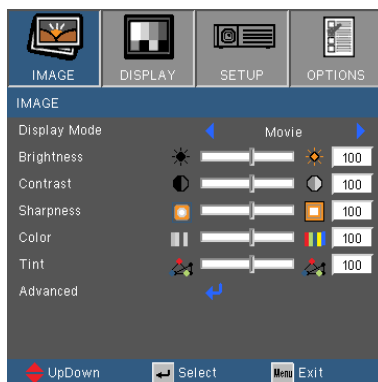 IMAGE DISPLAY SETUP OPTIONS
IMAGE
Display Mode Movie
Brightness 100
Contrast 100
Sharpness 100
Color 100
Tint 100
Advanced
UpDown Select Menu Exit